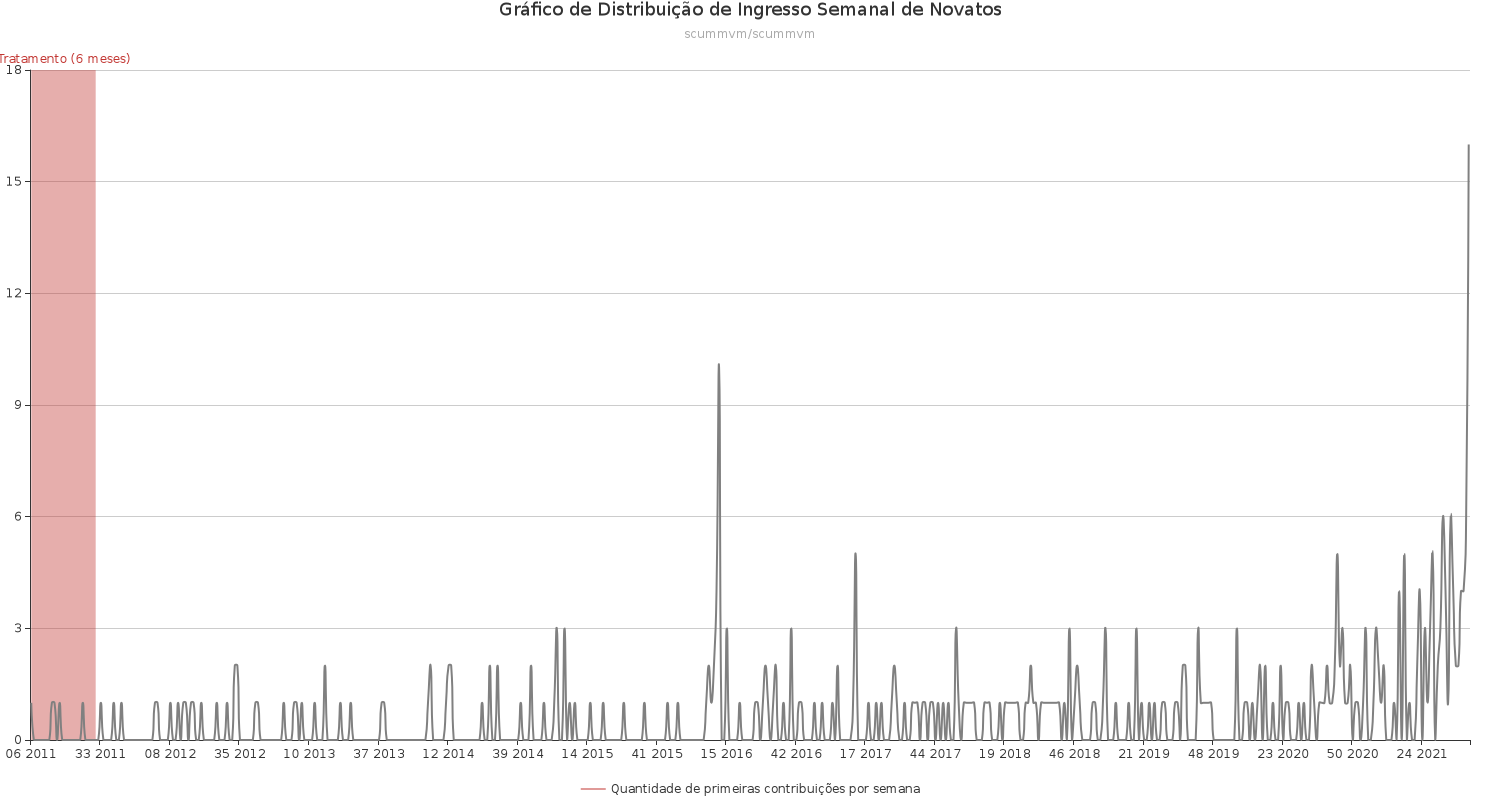 Gráfico de Distribuição de Ingresso Semanal de Novatos
scummvm/scummvm
Tratamento (6 meses)
18
15
12
9
6
3
0
06 2011 33 2011 08 2012 35 2012 10 2013 37 2013 12 2014 39 2014 14 2015 41 2015 15 2016 42 2016 17 2017 44 2017 19 2018 46 2018 21 2019 48 2019 23 2020 50 2020 24 2021
Quantidade de primeiras contribuições por semana